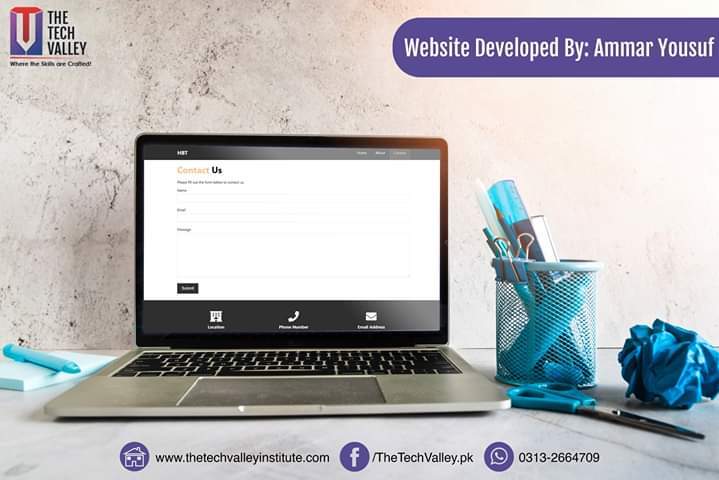 THE
TECH
VALLEY
Where the Skills are Crafted!
Website Developed By: Ammar Yousuf
HBT
Home About Contact
Contact Us
Please fill out the form below to contact us
Name
Email
Message
Submit
Location Phone Number Email Address
www.thetechvalleyinstitute.com /TheTechValley.pk 0313-2664709